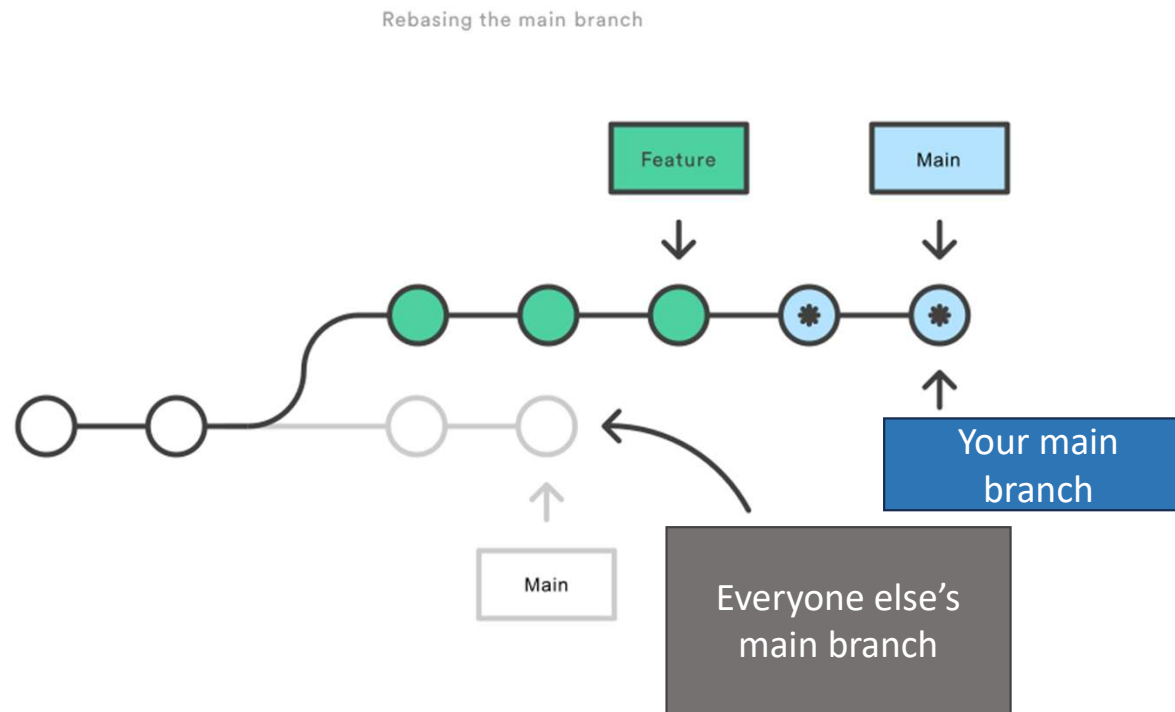 Rebasing the main branch
Feature
Main
Your main
branch
Main
Everyone else’s
main branch